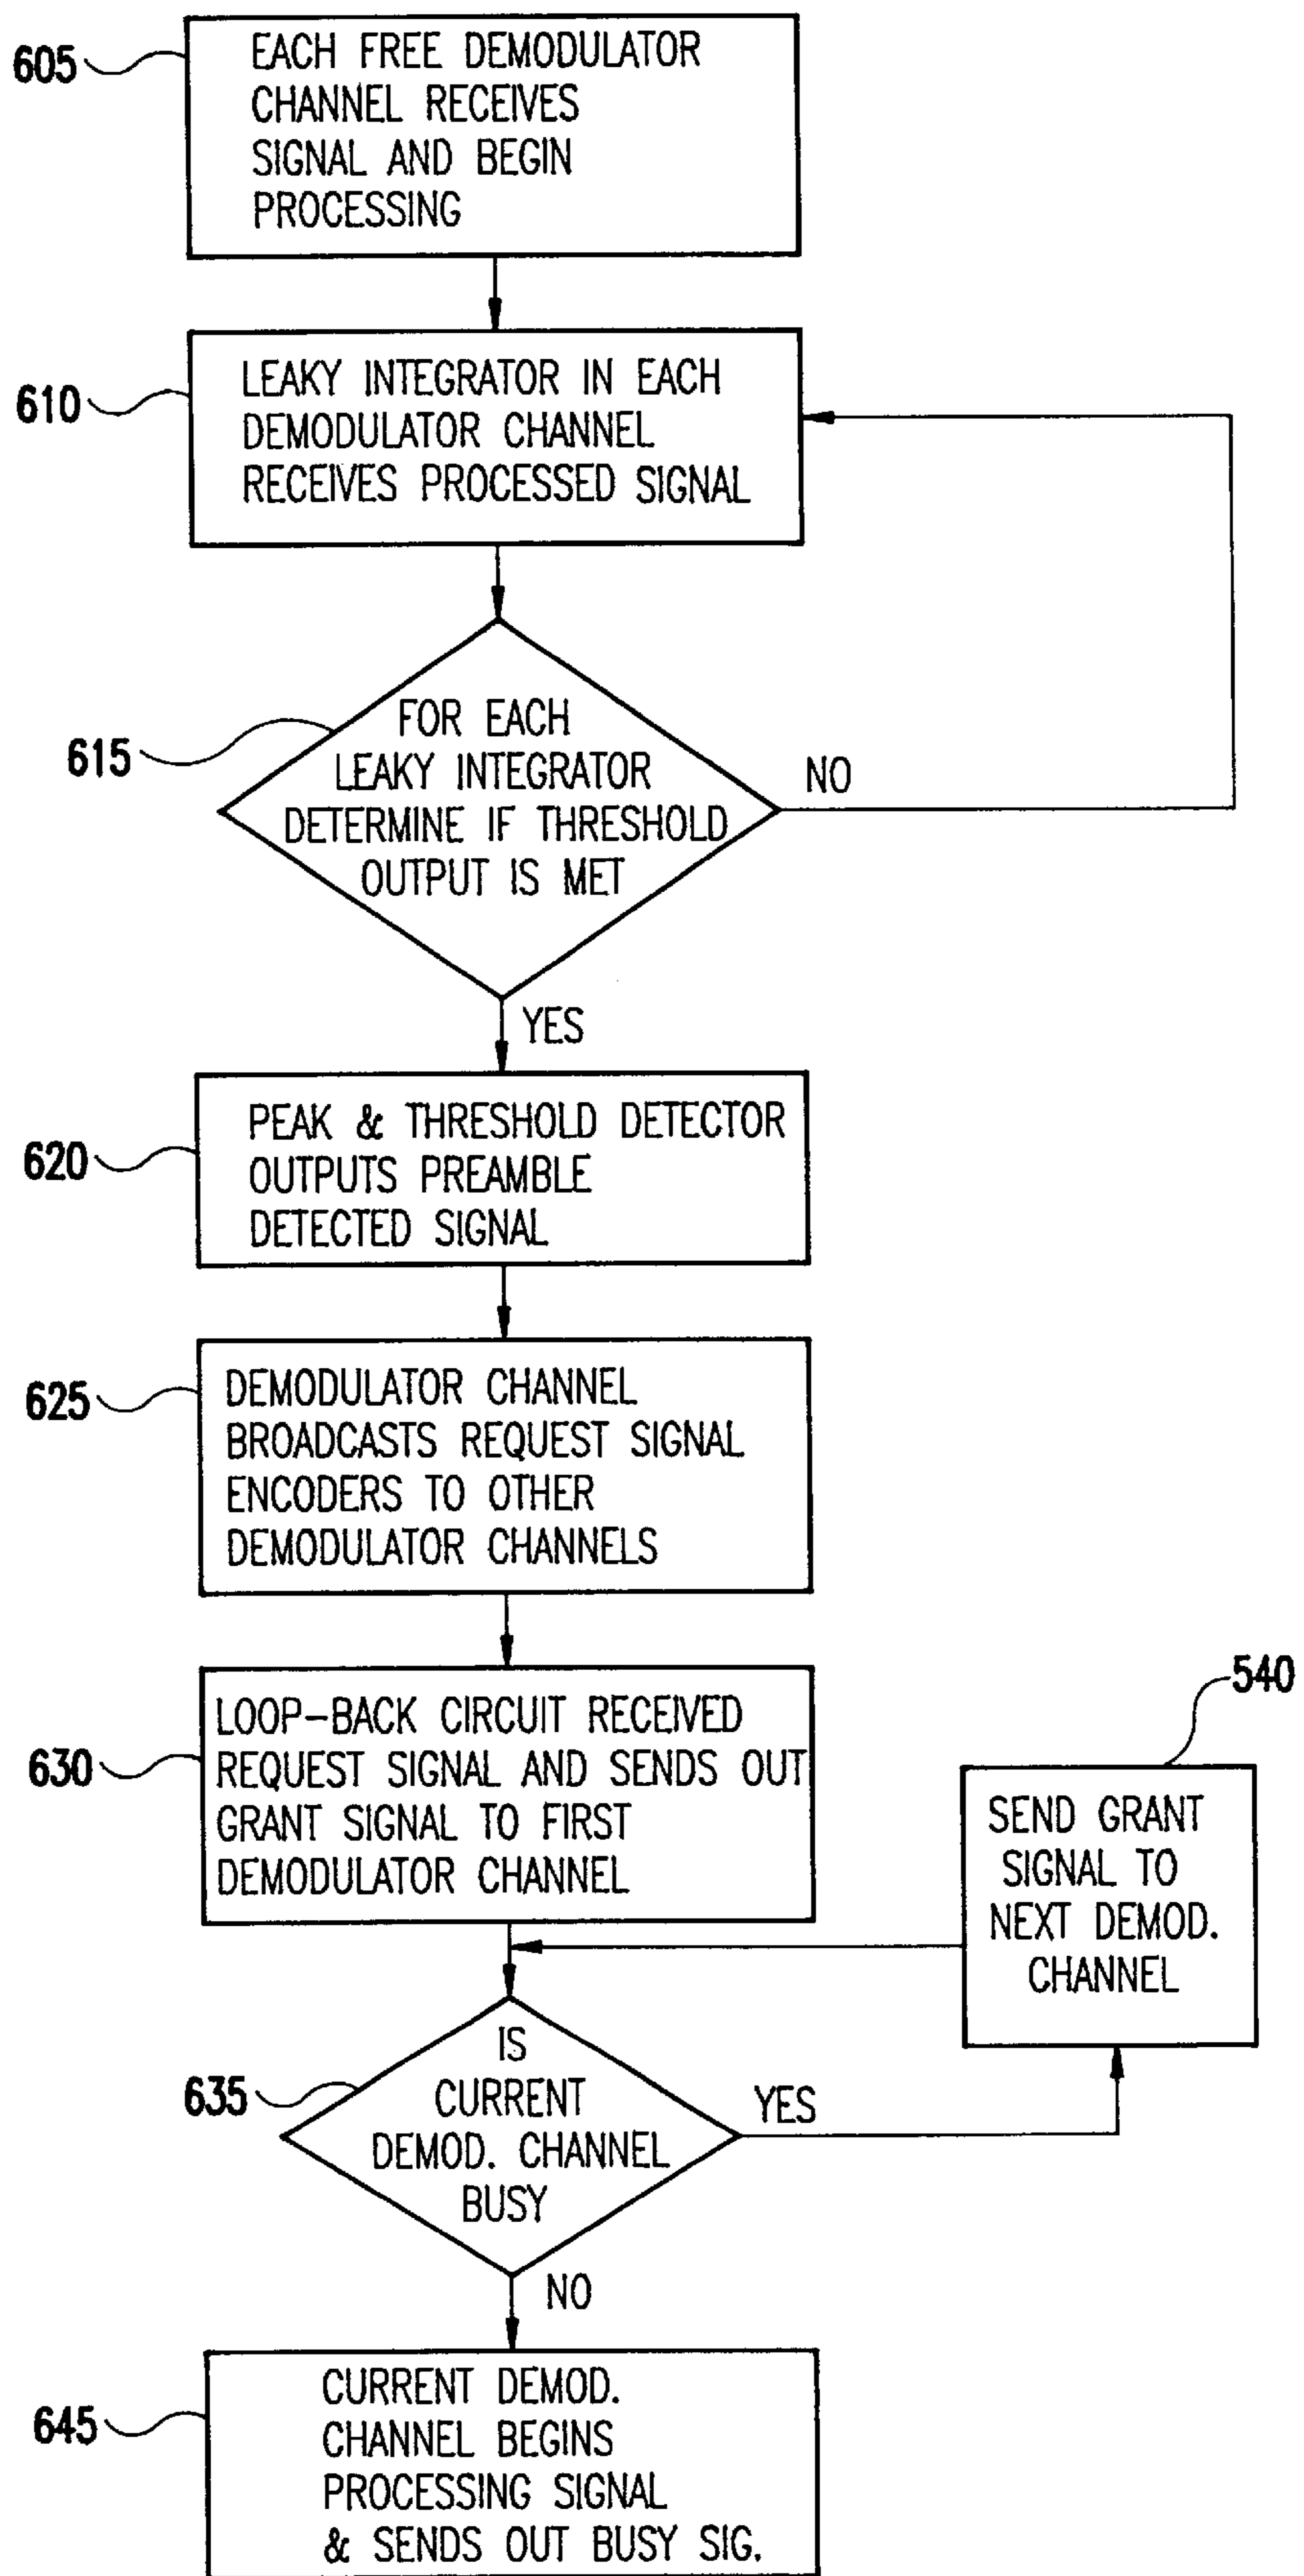 605
EACH FREE DEMODULATOR
CHANNEL RECEIVES
SIGNAL AND BEGIN
PROCESSING
610
LEAKY INTEGRATOR IN EACH
DEMODULATOR CHANNEL
RECEIVES PROCESSED SIGNAL
615
FOR EACH
LEAKY INTEGRATOR
DETERMINE IF THRESHOLD
OUTPUT IS MET
NO
YES
620
PEAK & THRESHOLD DETECTOR
OUTPUTS PREAMBLE
DETECTED SIGNAL
625
DEMODULATOR CHANNEL
BROADCASTS REQUEST SIGNAL
ENCODERS TO OTHER
DEMODULATOR CHANNELS
630
LOOP-BACK CIRCUIT RECEIVED
REQUEST SIGNAL AND SENDS OUT
GRANT SIGNAL TO FIRST
DEMODULATOR CHANNEL
540
SEND GRANT
SIGNAL TO
NEXT DEMOD.
CHANNEL
635
IS
CURRENT
DEMOD. CHANNEL
BUSY
YES
NO
645
CURRENT DEMOD.
CHANNEL BEGINS
PROCESSING SIGNAL
& SENDS OUT BUSY SIG.